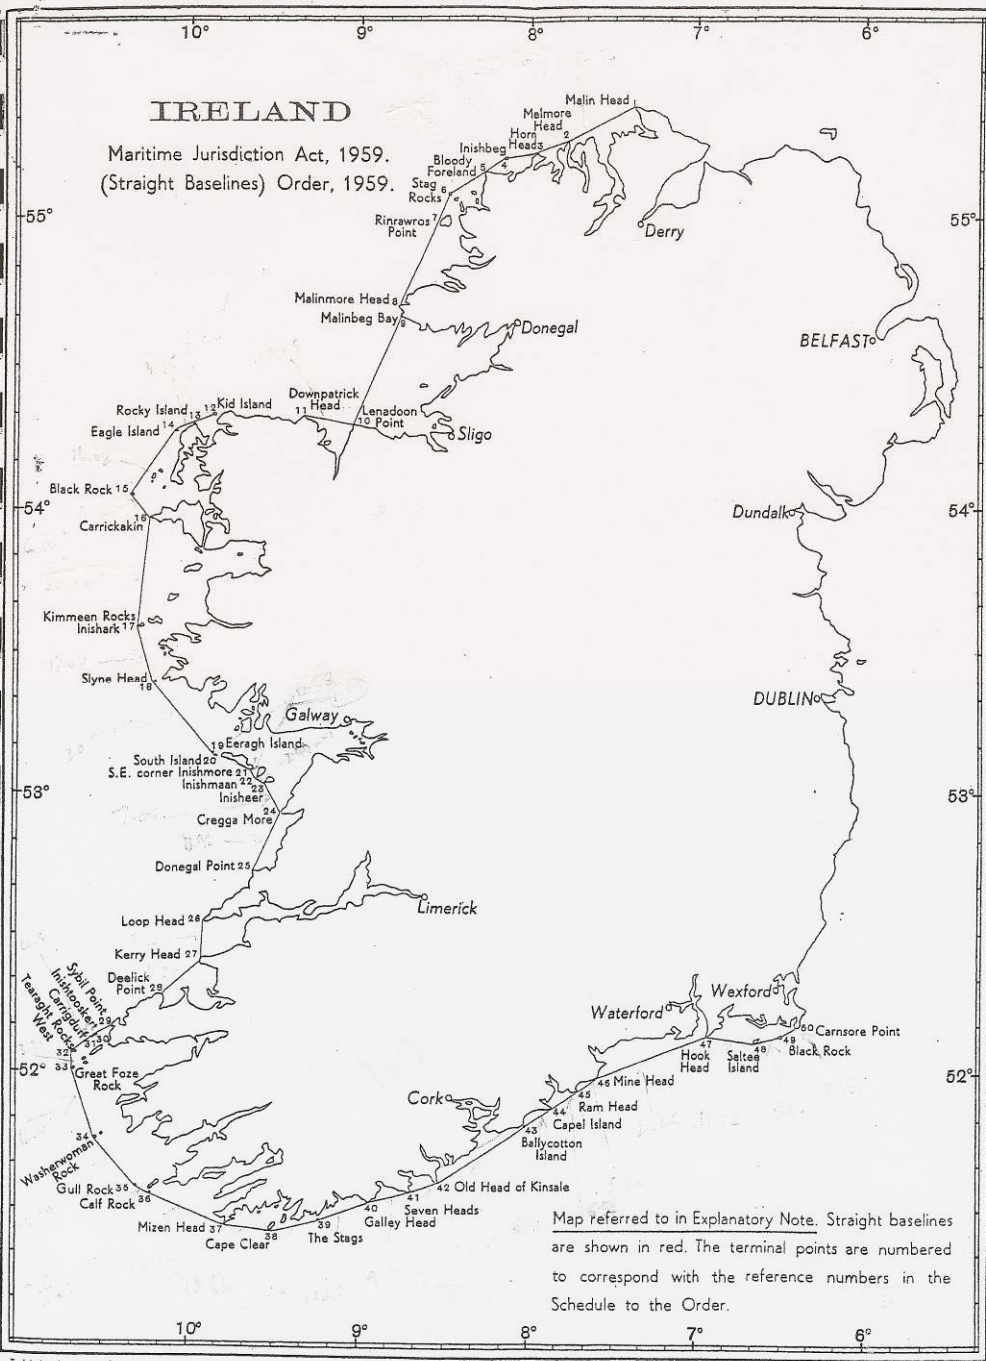 10° 9° 8° 7° 6°
IRELAND
Maritime Jurisdiction Act, 1959.
(Straight Baselines) Order, 1959.
Malin Head 1
Melmore
Head 2
Horn
Head 3
Inishbeg 4
Bloody
Foreland 5
Stag
Rocks 6
55° 55°
Rinrawros 7
Point
Derry
Malinmore Head 8
Malinbeg Bay 9
Donegal
BELFAST
Downpatrick
Head 11
Lenadoon
Point 10
Sligo
Kid Island 12
Rocky Island 13
Eagle Island 14
Black Rock 15
54° 54°
Carrickakin 16
Dundalk
Kimmeen Rocks
Inishark 17
Slyne Head 18
DUBLIN
Galway
19 Eeragh Island
South Island 20
S.E. corner Inishmore 21
Inishmaan 22
23
Inisheer
53° 53°
24
Cregga More
Donegal Point 25
Limerick
Loop Head 26
Kerry Head 27
Deelick
Point 28
Sybil Point 29
Inishtooskert 30
Carrigduff 31
Tearaght Rocks
West 32
33
Great Foze
Rock
52° 52°
Waterford
Wexford
50 Carnsore Point
49
Black Rock
48
Saltee
Island
47
Hook
Head
46 Mine Head
45
Ram Head
44
Capel Island
43
Ballycotton
Island
Cork
42 Old Head of Kinsale
41
Seven Heads
40
Galley Head
39
The Stags
38
Cape Clear
Mizen Head 37
36
Calf Rock
Gull Rock 35
34
Washerwoman
Rock
Map referred to in Explanatory Note. Straight baselines
are shown in red. The terminal points are numbered
to correspond with the reference numbers in the
Schedule to the Order.
10° 9° 8° 7° 6°